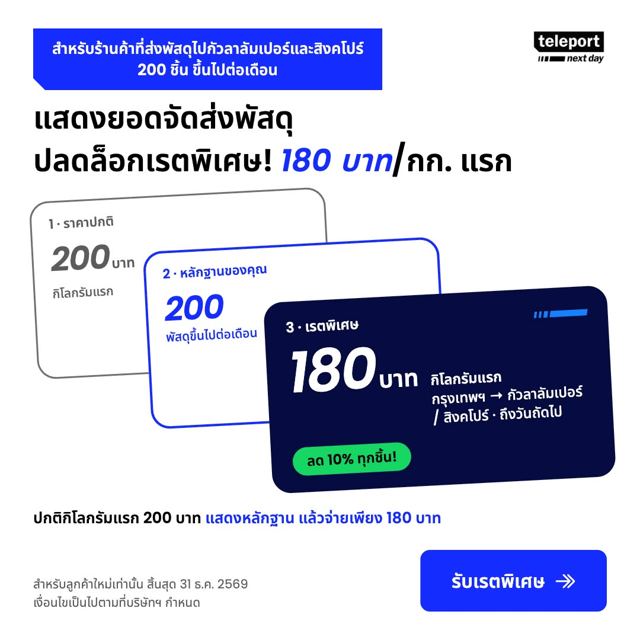 สำหรับร้านค้าที่ส่งพัสดุไปกัวลาลัมเปอร์และสิงคโปร์
200 ชิ้น ขึ้นไปต่อเดือน
teleport
next day
แสดงยอดจัดส่งพัสดุ
ปลดล็อกเรตพิเศษ! 180 บาท/กก. แรก
1 · ราคาปกติ
200 บาท
กิโลกรัมแรก
2 · หลักฐานของคุณ
200
พัสดุขึ้นไปต่อเดือน
3 · เรตพิเศษ
180 บาท
กิโลกรัมแรก
กรุงเทพฯ → กัวลาลัมเปอร์
/ สิงคโปร์ · ถึงวันถัดไป
ลด 10% ทุกชิ้น!
ปกติกิโลกรัมแรก 200 บาท แสดงหลักฐาน แล้วจ่ายเพียง 180 บาท
สำหรับลูกค้าใหม่เท่านั้น สิ้นสุด 31 ธ.ค. 2569
เงื่อนไขเป็นไปตามที่บริษัทฯ กำหนด
รับเรตพิเศษ